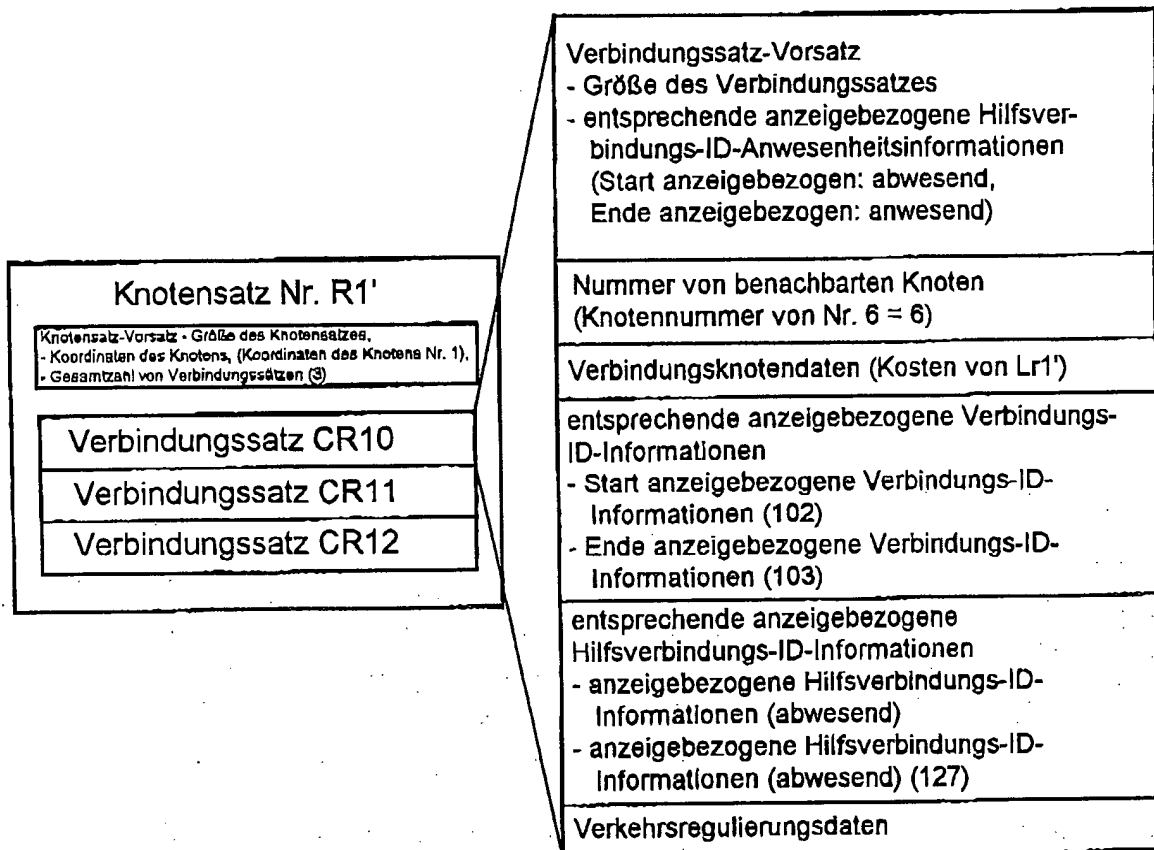 Knotensatz Nr. R1'
Knotensatz-Vorsatz - Größe des Knotensatzes,
- Koordinaten des Knotens, (Koordinaten des Knotens Nr. 1),
- Gesamtzahl von Verbindungssätzen (3)
Verbindungssatz CR10
Verbindungssatz CR11
Verbindungssatz CR12
Verbindungssatz-Vorsatz
- Größe des Verbindungssatzes
- entsprechende anzeigebezogene Hilfsver-
bindungs-ID-Anwesenheitsinformationen
(Start anzeigebezogen: abwesend,
Ende anzeigebezogen: anwesend)
Nummer von benachbarten Knoten
(Knotennummer von Nr. 6 = 6)
Verbindungsknotendaten (Kosten von Lr1')
entsprechende anzeigebezogene Verbindungs-
ID-Informationen
- Start anzeigebezogene Verbindungs-ID-
Informationen (102)
- Ende anzeigebezogene Verbindungs-ID-
Informationen (103)
entsprechende anzeigebezogene
Hilfsverbindungs-ID-Informationen
- anzeigebezogene Hilfsverbindungs-ID-
Informationen (abwesend)
- anzeigebezogene Hilfsverbindungs-ID-
Informationen (abwesend) (127)
Verkehrsregulierungsdaten